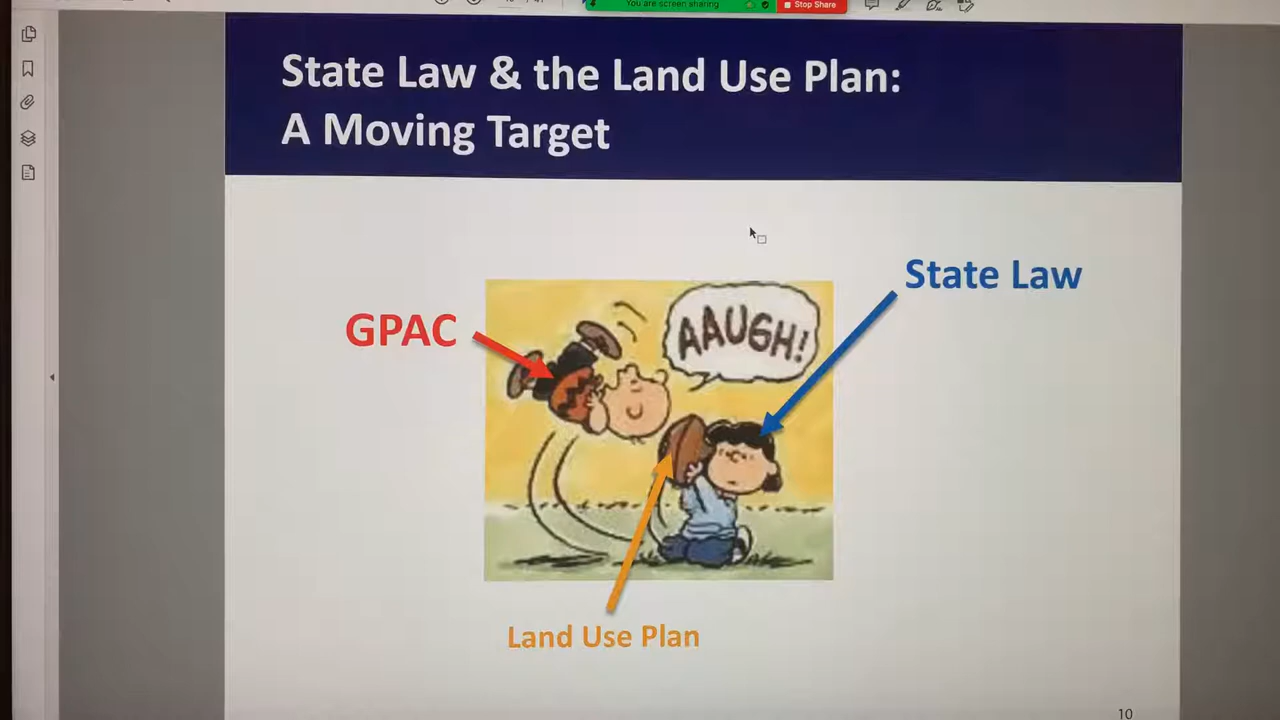 You are screen sharing
Stop Share
State Law & the Land Use Plan:
A Moving Target
State Law
GPAC
AAUGH!
Land Use Plan
10